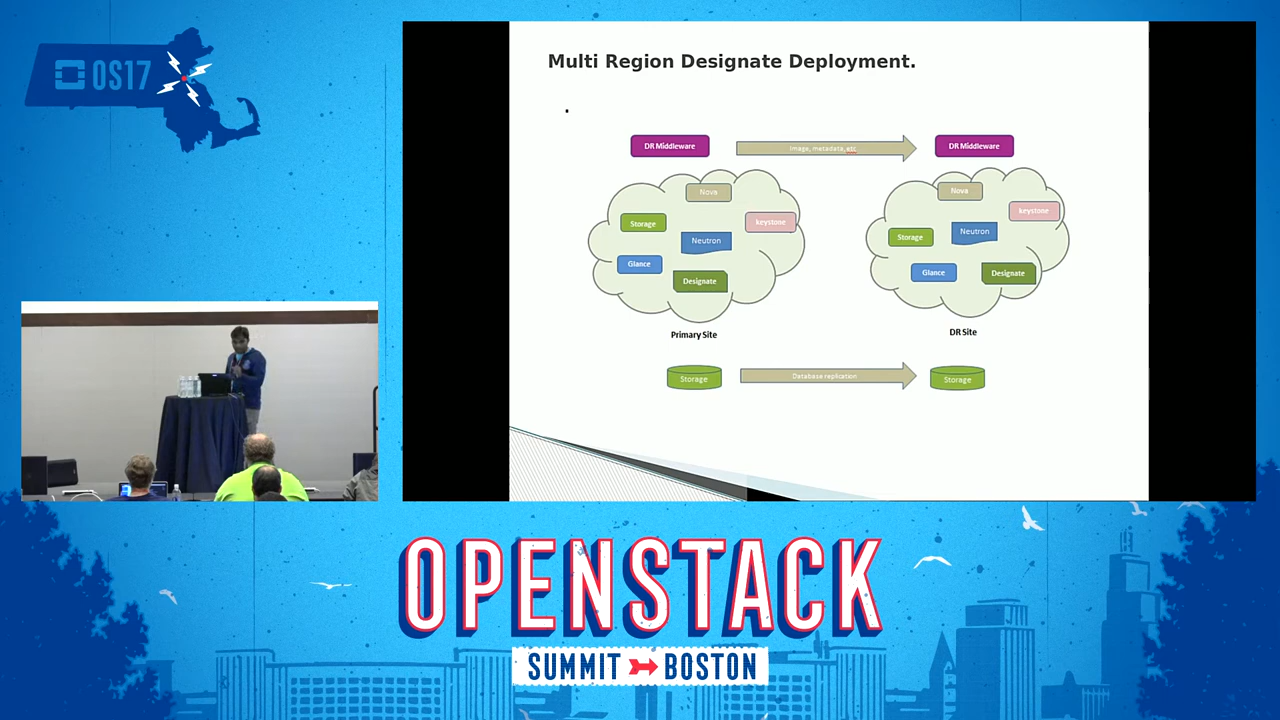 OS17
Multi Region Designate Deployment.
DR Middleware
Image, metadata, etc
DR Middleware
Nova
Storage
keystone
Neutron
Glance
Designate
Primary Site
Nova
keystone
Storage
Neutron
Glance
Designate
DR Site
Storage
Database replication
Storage
OPENSTACK
SUMMIT BOSTON